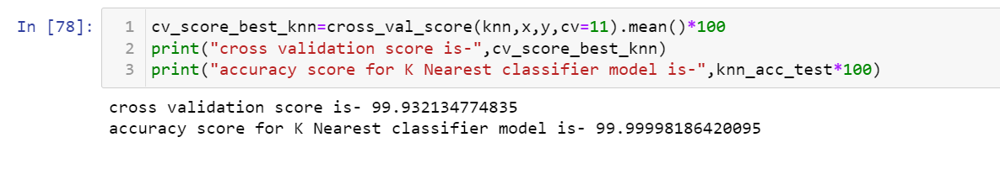 In [78]:
1 cv_score_best_knn=cross_val_score(knn,x,y,cv=11).mean()*100
2 print("cross validation score is-",cv_score_best_knn)
3 print("accuracy score for K Nearest classifier model is-",knn_acc_test*100)
cross validation score is- 99.932134774835
accuracy score for K Nearest classifier model is- 99.99998186420095